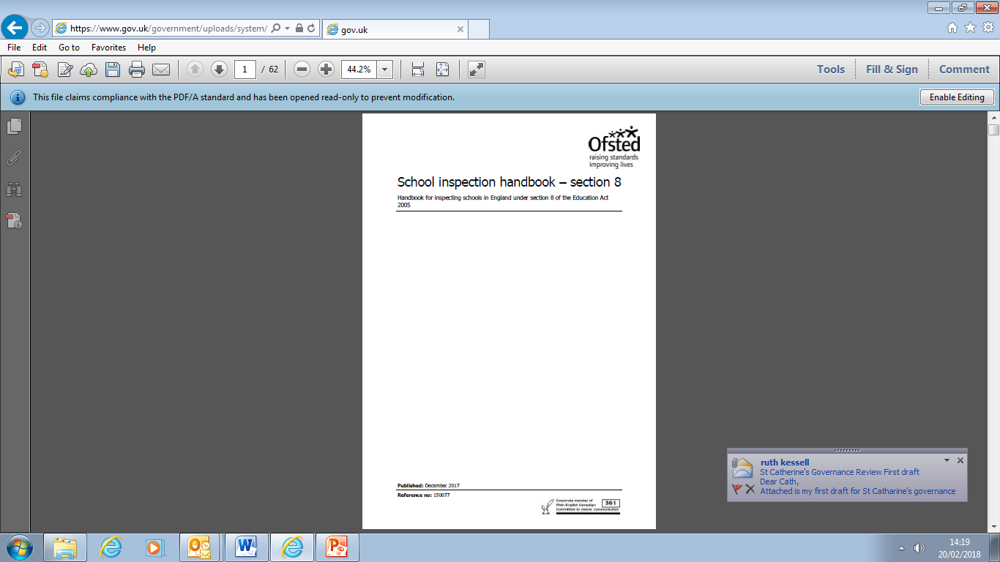 https://www.gov.uk/government/uploads/system/
gov.uk
File Edit Go to Favorites Help
1 / 62 44.2% Tools Fill & Sign Comment
This file claims compliance with the PDF/A standard and has been opened read-only to prevent modification. Enable Editing
Ofsted
raising standards
improving lives
School inspection handbook – section 8
Handbook for inspecting schools in England under section 8 of the Education Act
2005
Published: December 2017
Reference no: 150077
Corporate member of
Plain English Campaign
Committed to clearer communication
361
ruth kessell
St Catherine's Governance Review First draft
Dear Cath,
Attached is my first draft for St Catharine's governance
14:19
20/02/2018